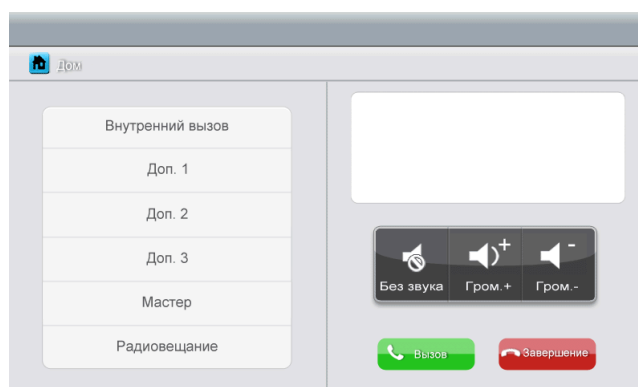 Дом
Внутренний вызов
Доп. 1
Доп. 2
Доп. 3
Мастер
Радиовещание
Без звука
Гром.+
Гром.-
Вызов
Завершение